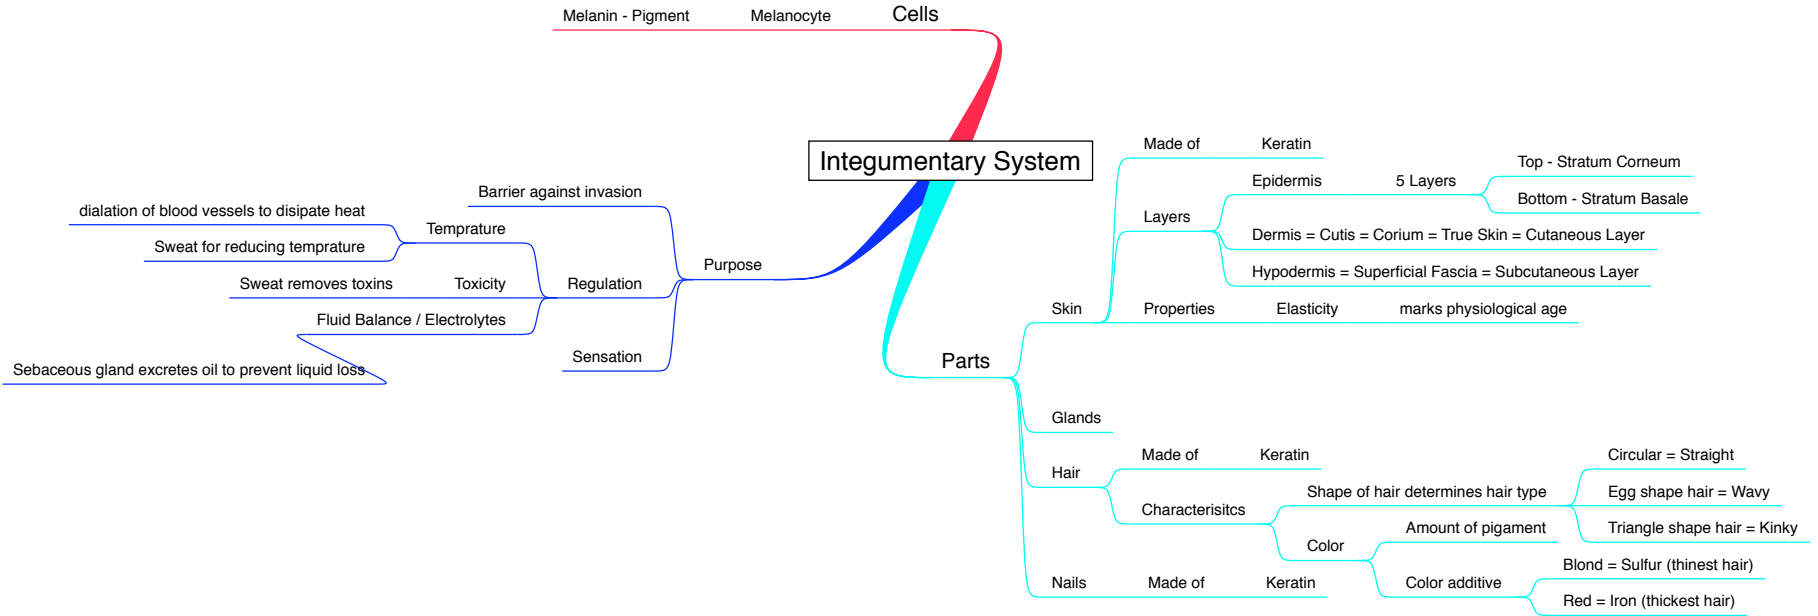 Integumentary System
Cells
Melanocyte
Melanin - Pigment
Purpose
Barrier against invasion
Regulation
Temprature
dialation of blood vessels to disipate heat
Sweat for reducing temprature
Toxicity
Sweat removes toxins
Fluid Balance / Electrolytes
Sebaceous gland excretes oil to prevent liquid loss
Sensation
Parts
Skin
Made of
Keratin
Layers
Epidermis
5 Layers
Top - Stratum Corneum
Bottom - Stratum Basale
Dermis = Cutis = Corium = True Skin = Cutaneous Layer
Hypodermis = Superficial Fascia = Subcutaneous Layer
Properties
Elasticity
marks physiological age
Glands
Hair
Made of
Keratin
Characterisitcs
Shape of hair determines hair type
Circular = Straight
Egg shape hair = Wavy
Triangle shape hair = Kinky
Color
Amount of pigament
Color additive
Blond = Sulfur (thinest hair)
Red = Iron (thickest hair)
Nails
Made of
Keratin